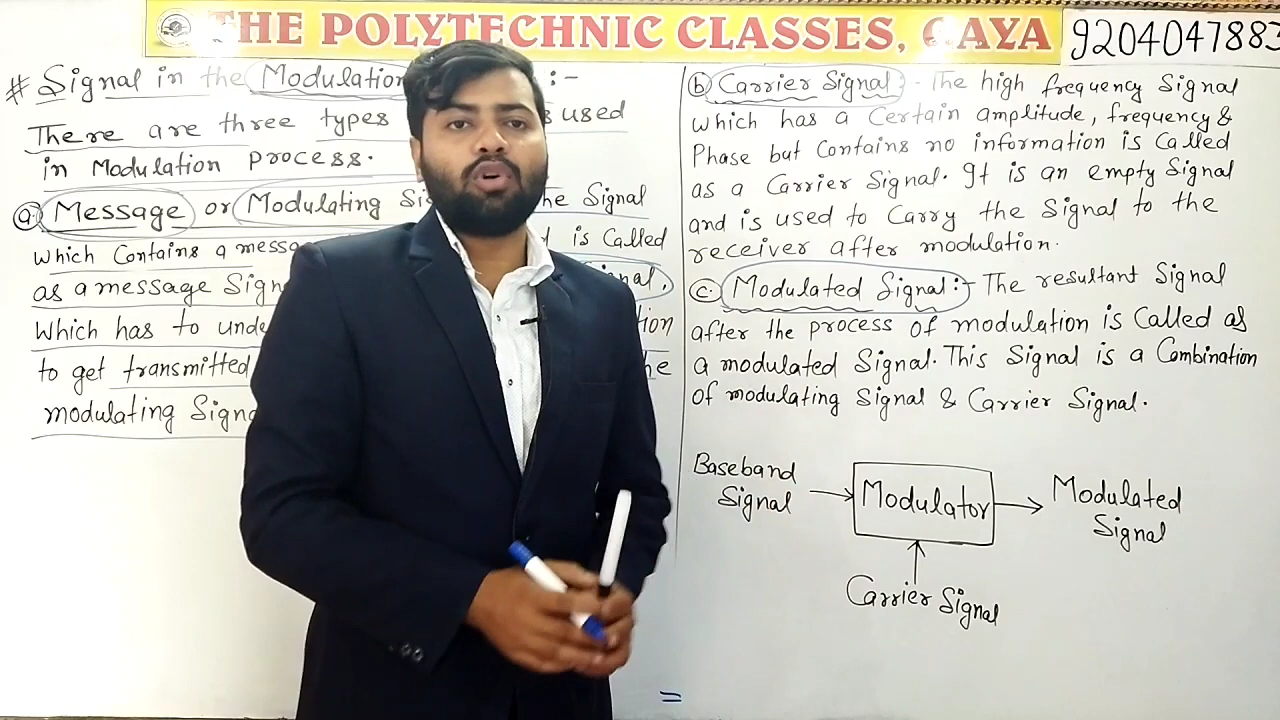 THE POLYTECHNIC CLASSES, GAYA
9204047883
# Signal in the Modulation :-
There are three types used
in Modulation process.
(a) Message or Modulating The Signal
which Contains a is Called
as a message Signal,
Which has to
to get transmitted
modulating
(b) Carrier Signal:- The high frequency Signal
which has a Certain amplitude, frequency &
Phase but Contains no information is Called
as a Carrier Signal. It is an empty Signal
and is used to Carry the Signal to the
receiver after modulation.
(c) Modulated Signal:- The resultant Signal
after the process of modulation is Called as
a modulated Signal. This Signal is a Combination
of modulating Signal & Carrier Signal.
Baseband
Signal
Modulator
Modulated
Signal
Carrier Signal
=